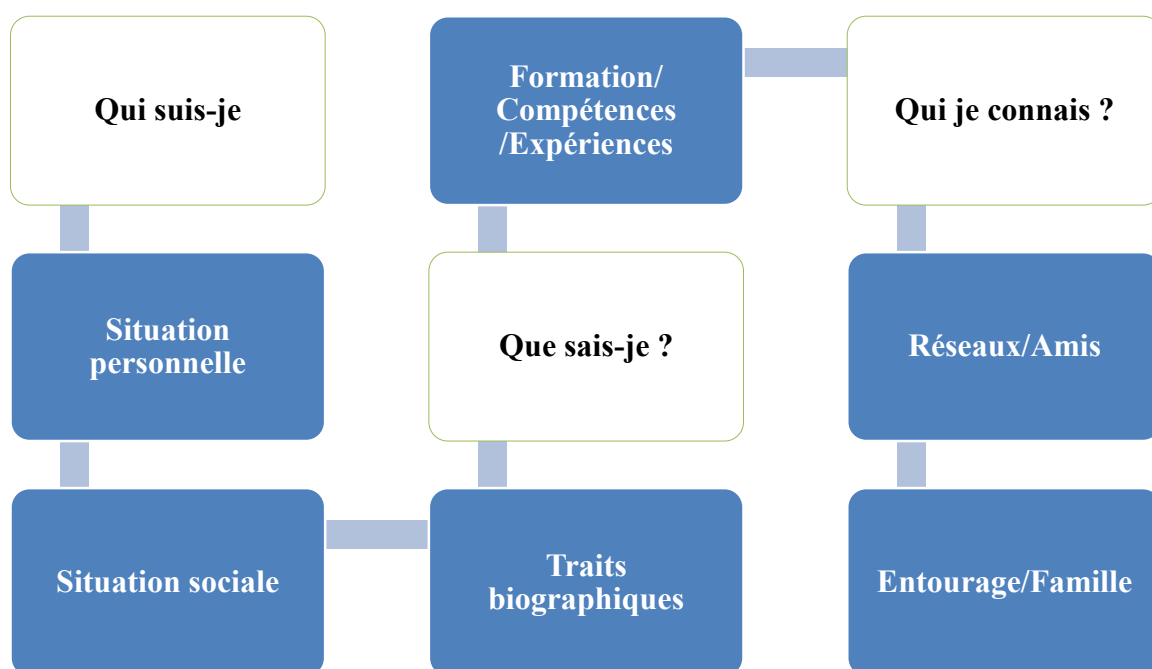 Qui suis-je
Situation
personnelle
Situation sociale
Traits
biographiques
Que sais-je ?
Formation/
Compétences
/Expériences
Qui je connais ?
Réseaux/Amis
Entourage/Famille